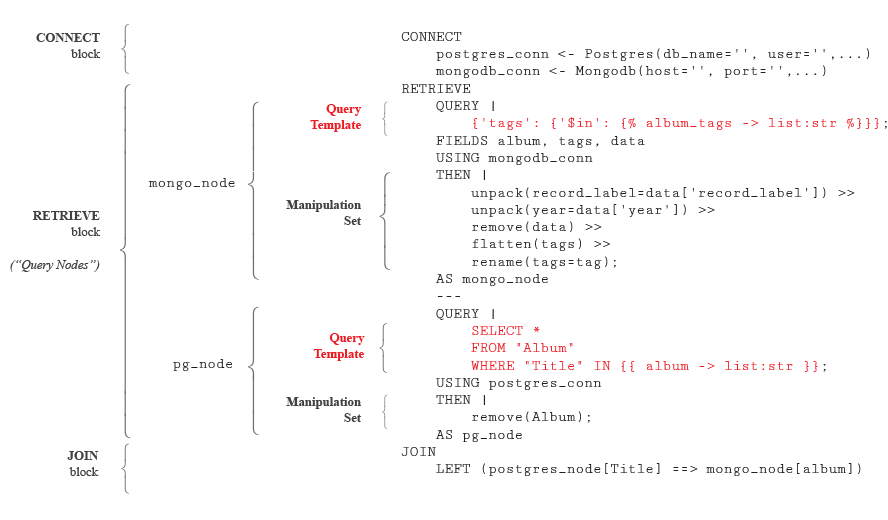 CONNECT
block
CONNECT
postgres_conn <- Postgres(db_name='', user='',...)
mongodb_conn <- Mongodb(host='', port='',...)
RETRIEVE
block
("Query Nodes")
RETRIEVE
mongo_node
Query
Template
QUERY |
{'tags': {'$in': {% album_tags -> list:str %}}};
FIELDS album, tags, data
USING mongodb_conn
Manipulation
Set
THEN |
unpack(record_label=data['record_label']) >>
unpack(year=data['year']) >>
remove(data) >>
flatten(tags) >>
rename(tags=tag);
AS mongo_node
---
pg_node
Query
Template
QUERY |
SELECT *
FROM "Album"
WHERE "Title" IN {{ album -> list:str }};
USING postgres_conn
Manipulation
Set
THEN |
remove(Album);
AS pg_node
JOIN
block
JOIN
LEFT (postgres_node[Title] ==> mongo_node[album])